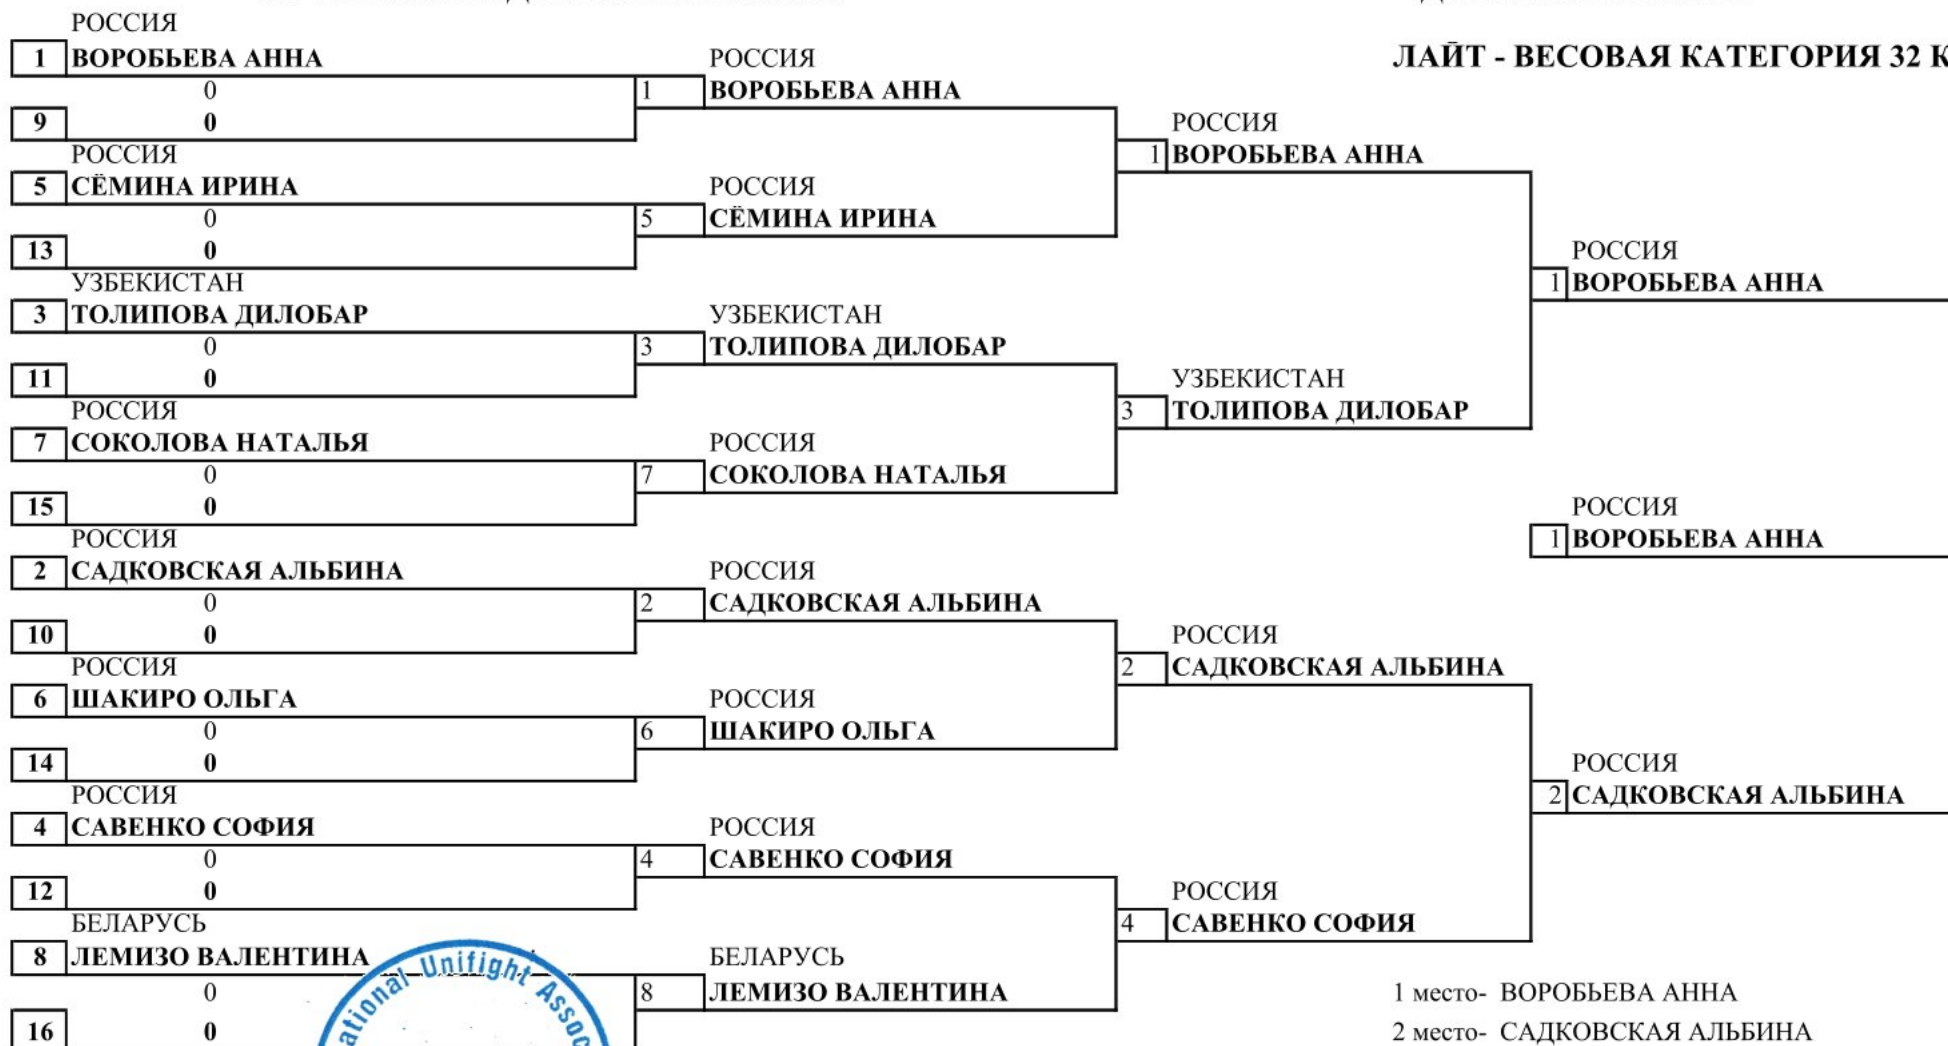 РОССИЯ
1 ВОРОБЬЕВА АННА
0
9 0
РОССИЯ
5 СЁМИНА ИРИНА
0
13 0
УЗБЕКИСТАН
3 ТОЛИПОВА ДИЛОБАР
0
11 0
РОССИЯ
7 СОКОЛОВА НАТАЛЬЯ
0
15 0
РОССИЯ
2 САДКОВСКАЯ АЛЬБИНА
0
10 0
РОССИЯ
6 ШАКИРО ОЛЬГА
0
14 0
РОССИЯ
4 САВЕНКО СОФИЯ
0
12 0
БЕЛАРУСЬ
8 ЛЕМИЗО ВАЛЕНТИНА
0
16 0
Unifight
РОССИЯ
1 ВОРОБЬЕВА АННА
РОССИЯ
5 СЁМИНА ИРИНА
УЗБЕКИСТАН
3 ТОЛИПОВА ДИЛОБАР
РОССИЯ
7 СОКОЛОВА НАТАЛЬЯ
РОССИЯ
2 САДКОВСКАЯ АЛЬБИНА
РОССИЯ
6 ШАКИРО ОЛЬГА
РОССИЯ
4 САВЕНКО СОФИЯ
БЕЛАРУСЬ
8 ЛЕМИЗО ВАЛЕНТИНА
РОССИЯ
1 ВОРОБЬЕВА АННА
УЗБЕКИСТАН
3 ТОЛИПОВА ДИЛОБАР
РОССИЯ
2 САДКОВСКАЯ АЛЬБИНА
РОССИЯ
4 САВЕНКО СОФИЯ
ЛАЙТ - ВЕСОВАЯ КАТЕГОРИЯ 32 К
РОССИЯ
1 ВОРОБЬЕВА АННА
РОССИЯ
1 ВОРОБЬЕВА АННА
РОССИЯ
2 САДКОВСКАЯ АЛЬБИНА
1 место- ВОРОБЬЕВА АННА
2 место- САДКОВСКАЯ АЛЬБИНА